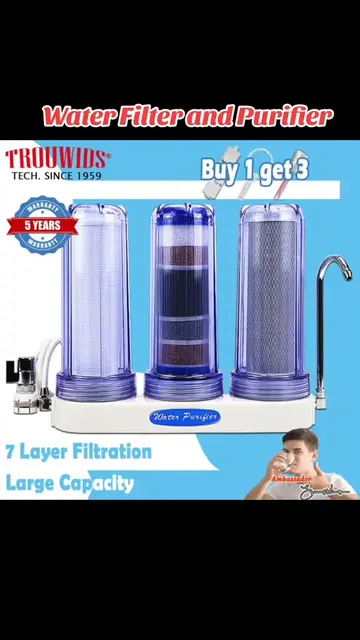 Water Filter and Purifier
TROUWIDS®
TECH. SINCE 1959
Buy 1 get 3
WARRANTY
5 YEARS
WARRANTY
Water Purifier
7 Layer Filtration
Large Capacity
Ambassador